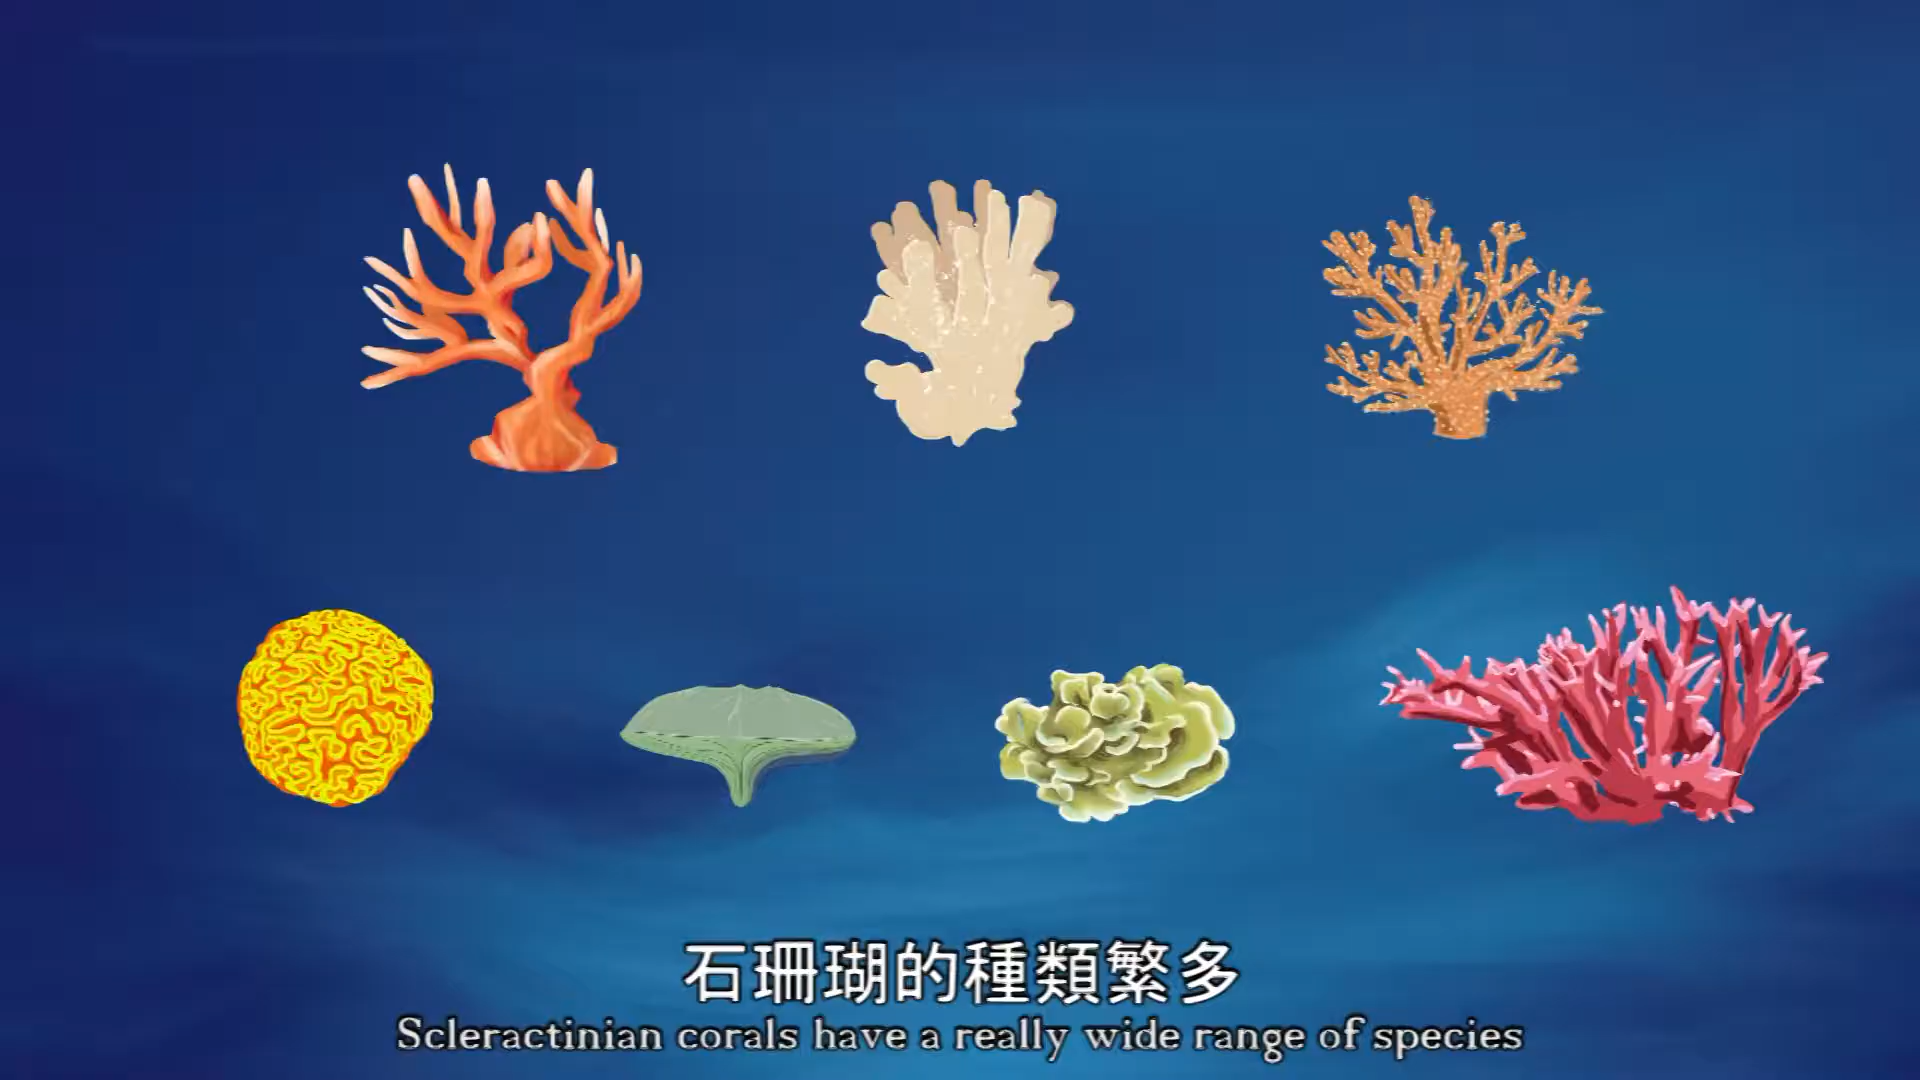 石珊瑚的種類繁多
Scleractinian corals have a really wide range of species